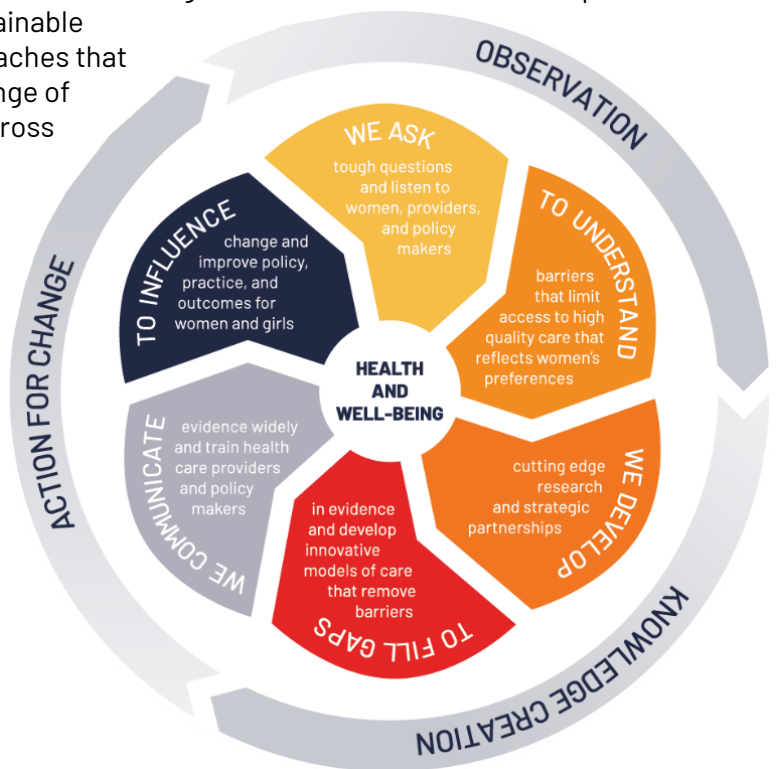 ainable
aches that
nge of
ross
OBSERVATION
WE ASK
tough questions
and listen to
women, providers,
and policy
makers
TO UNDERSTAND
barriers
that limit
access to high
quality care that
reflects women's
preferences
WE DEVELOP
cutting edge
research
and strategic
partnerships
KNOWLEDGE CREATION
TO FILL GAPS
in evidence
and develop
innovative
models of care
that remove
barriers
WE COMMUNICATE
evidence widely
and train health
care providers
and policy
makers
ACTION FOR CHANGE
TO INFLUENCE
change and
improve policy,
practice, and
outcomes for
women and girls
HEALTH
AND
WELL-BEING